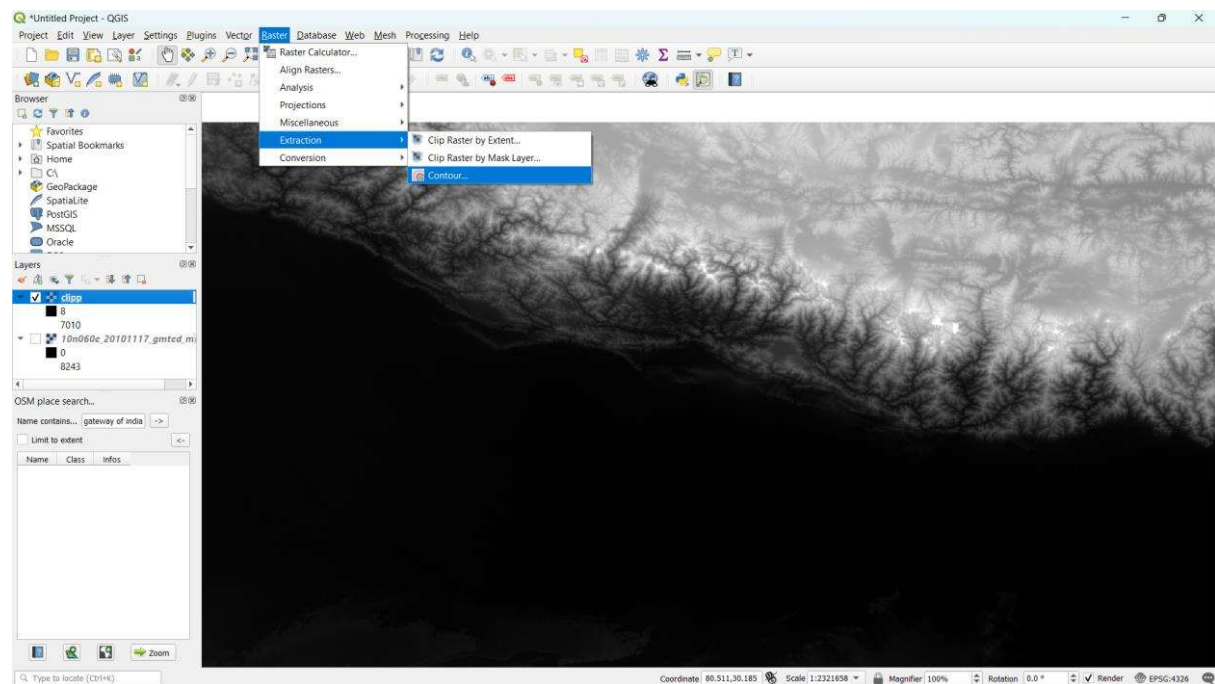 *Untitled Project - QGIS
Project Edit View Layer Settings Plugins Vector Raster Database Web Mesh Processing Help
Raster Calculator...
Align Rasters...
Analysis
Projections
Miscellaneous
Extraction
Conversion
Clip Raster by Extent...
Clip Raster by Mask Layer...
Contour...
Browser
Favorites
Spatial Bookmarks
Home
C:\
GeoPackage
SpatiaLite
PostGIS
MSSQL
Oracle
Layers
clipp
8
7010
10n060e_20101117_gmted_m
0
8243
OSM place search...
Name contains... gateway of india ->
Limit to extent <-
Name Class Infos
Zoom
Type to locate (Ctrl+K) Coordinate 80.511,30.185 Scale 1:2321658 Magnifier 100% Rotation 0.0 ° Render EPSG:4326